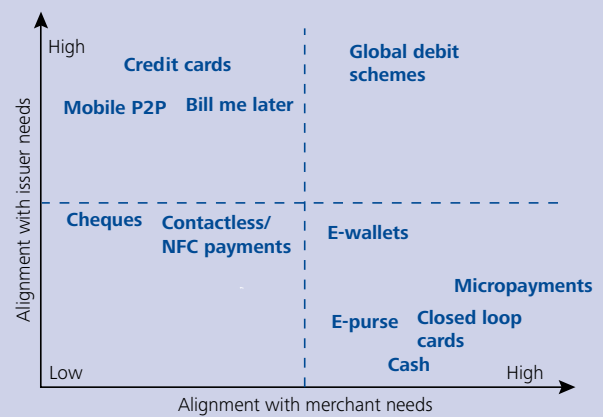 High
Credit cards
Global debit
schemes
Mobile P2P
Bill me later
Alignment with issuer needs
Cheques
Contactless/
NFC payments
E-wallets
Micropayments
E-purse
Closed loop
cards
Cash
Low
High
Alignment with merchant needs